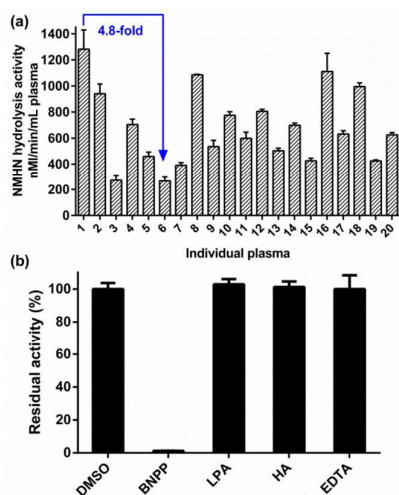 (a)
4.8-fold
NMHN hydrolysis activity
nM/min/mL plasma
1400
1200
1000
800
600
400
200
0
1 2 3 4 5 6 7 8 9 10 11 12 13 14 15 16 17 18 19 20
Individual plasma
(b)
Residual activity (%)
100
80
60
40
20
0
DMSO BNPP LPA HA EDTA